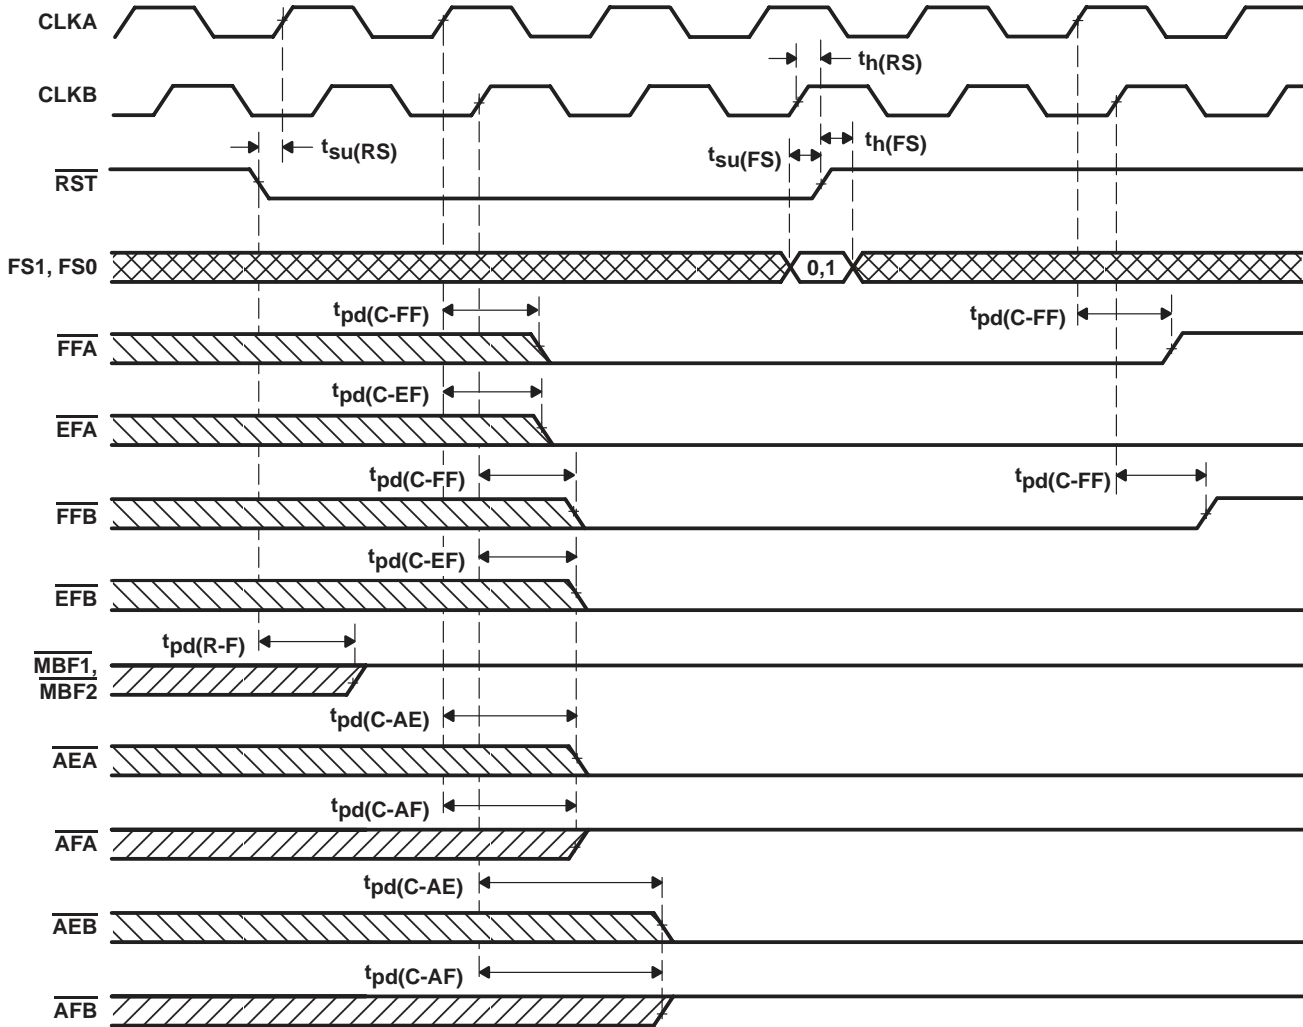 CLKA
th(RS)
CLKB
tsu(RS)
tsu(FS)
th(FS)
RST
FS1, FS0
0,1
tpd(C-FF)
tpd(C-FF)
FFA
tpd(C-EF)
EFA
tpd(C-FF)
tpd(C-FF)
FFB
tpd(C-EF)
EFB
tpd(R-F)
MBF1,
MBF2
tpd(C-AE)
AEA
tpd(C-AF)
AFA
tpd(C-AE)
AEB
tpd(C-AF)
AFB